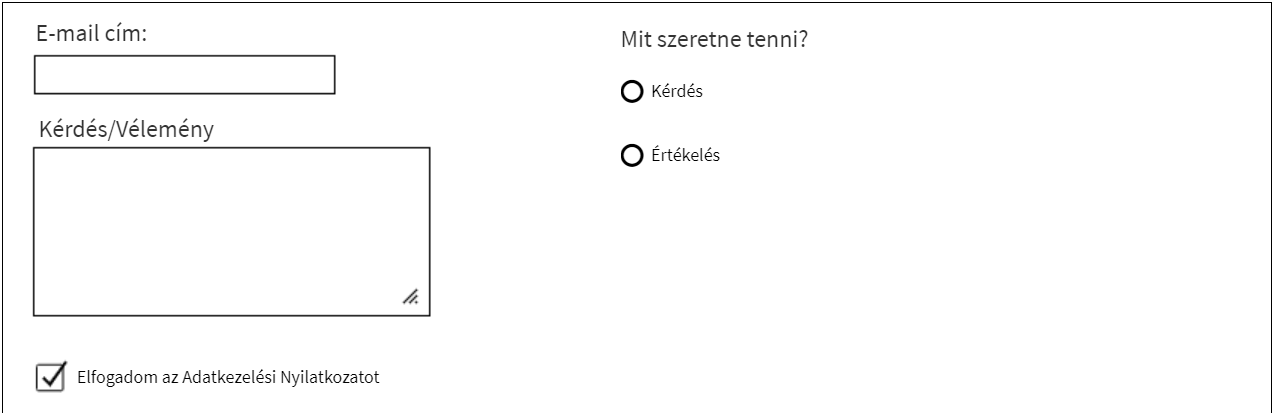 E-mail cím:
Kérdés/Vélemény
Elfogadom az Adatkezelési Nyilatkozatot
Mit szeretne tenni?
Kérdés
Értékelés